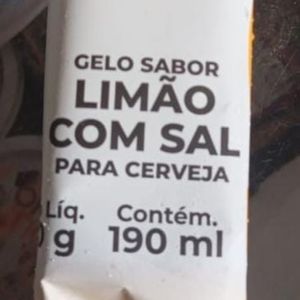 GELO SABOR
LIMÃO
COM SAL
PARA CERVEJA
Líq. Contém.
g 190 ml